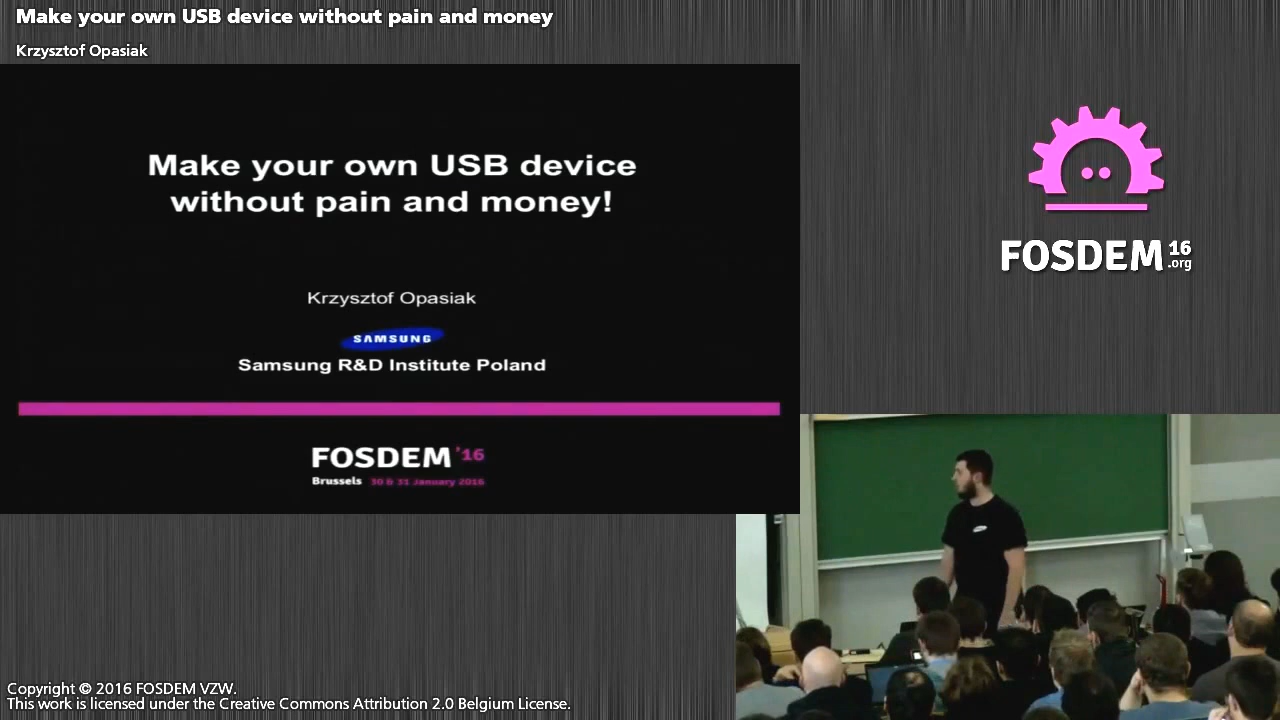 Make your own USB device without pain and money
Krzysztof Opasiak
Make your own USB device
without pain and money!
Krzysztof Opasiak
SAMSUNG
Samsung R&D Institute Poland
FOSDEM '16
Brussels 30 & 31 January 2016
FOSDEM 16
.org
Copyright © 2016 FOSDEM VZW.
This work is licensed under the Creative Commons Attribution 2.0 Belgium License.